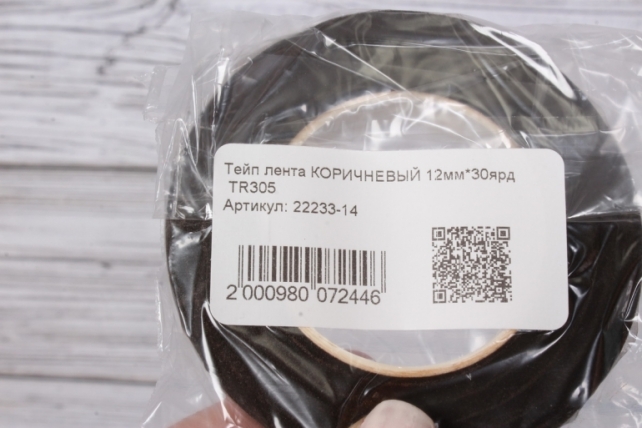 Тейп лента КОРИЧНЕВЫЙ 12мм*30ярд
TR305
Артикул: 22233-14
2 000980 072446